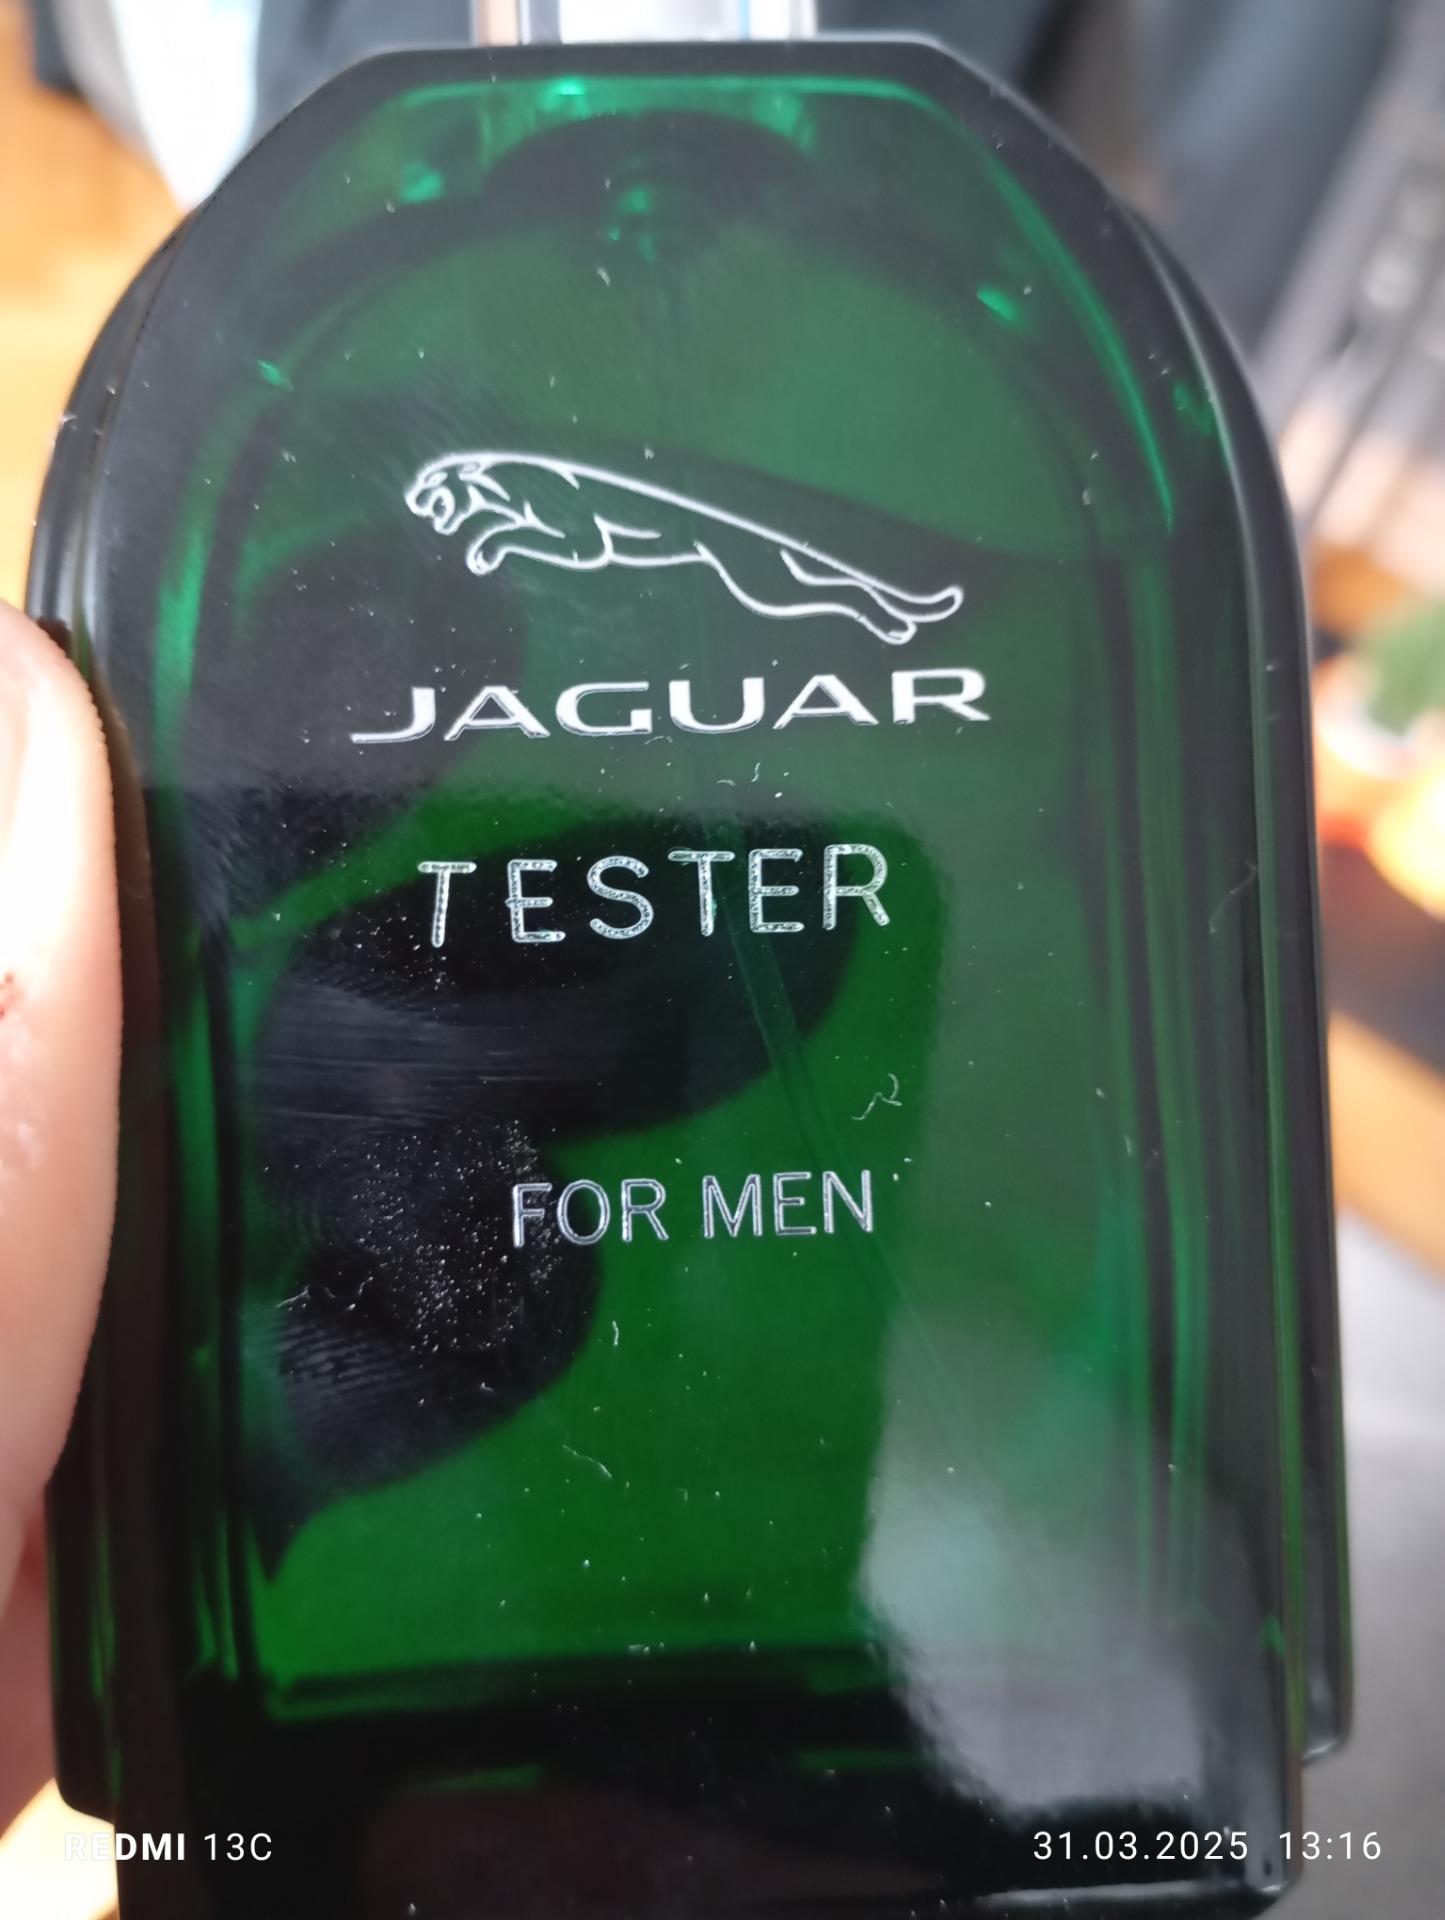 JAGUAR
TESTER
FOR MEN
REDMI 13C
31.03.2025 13:16